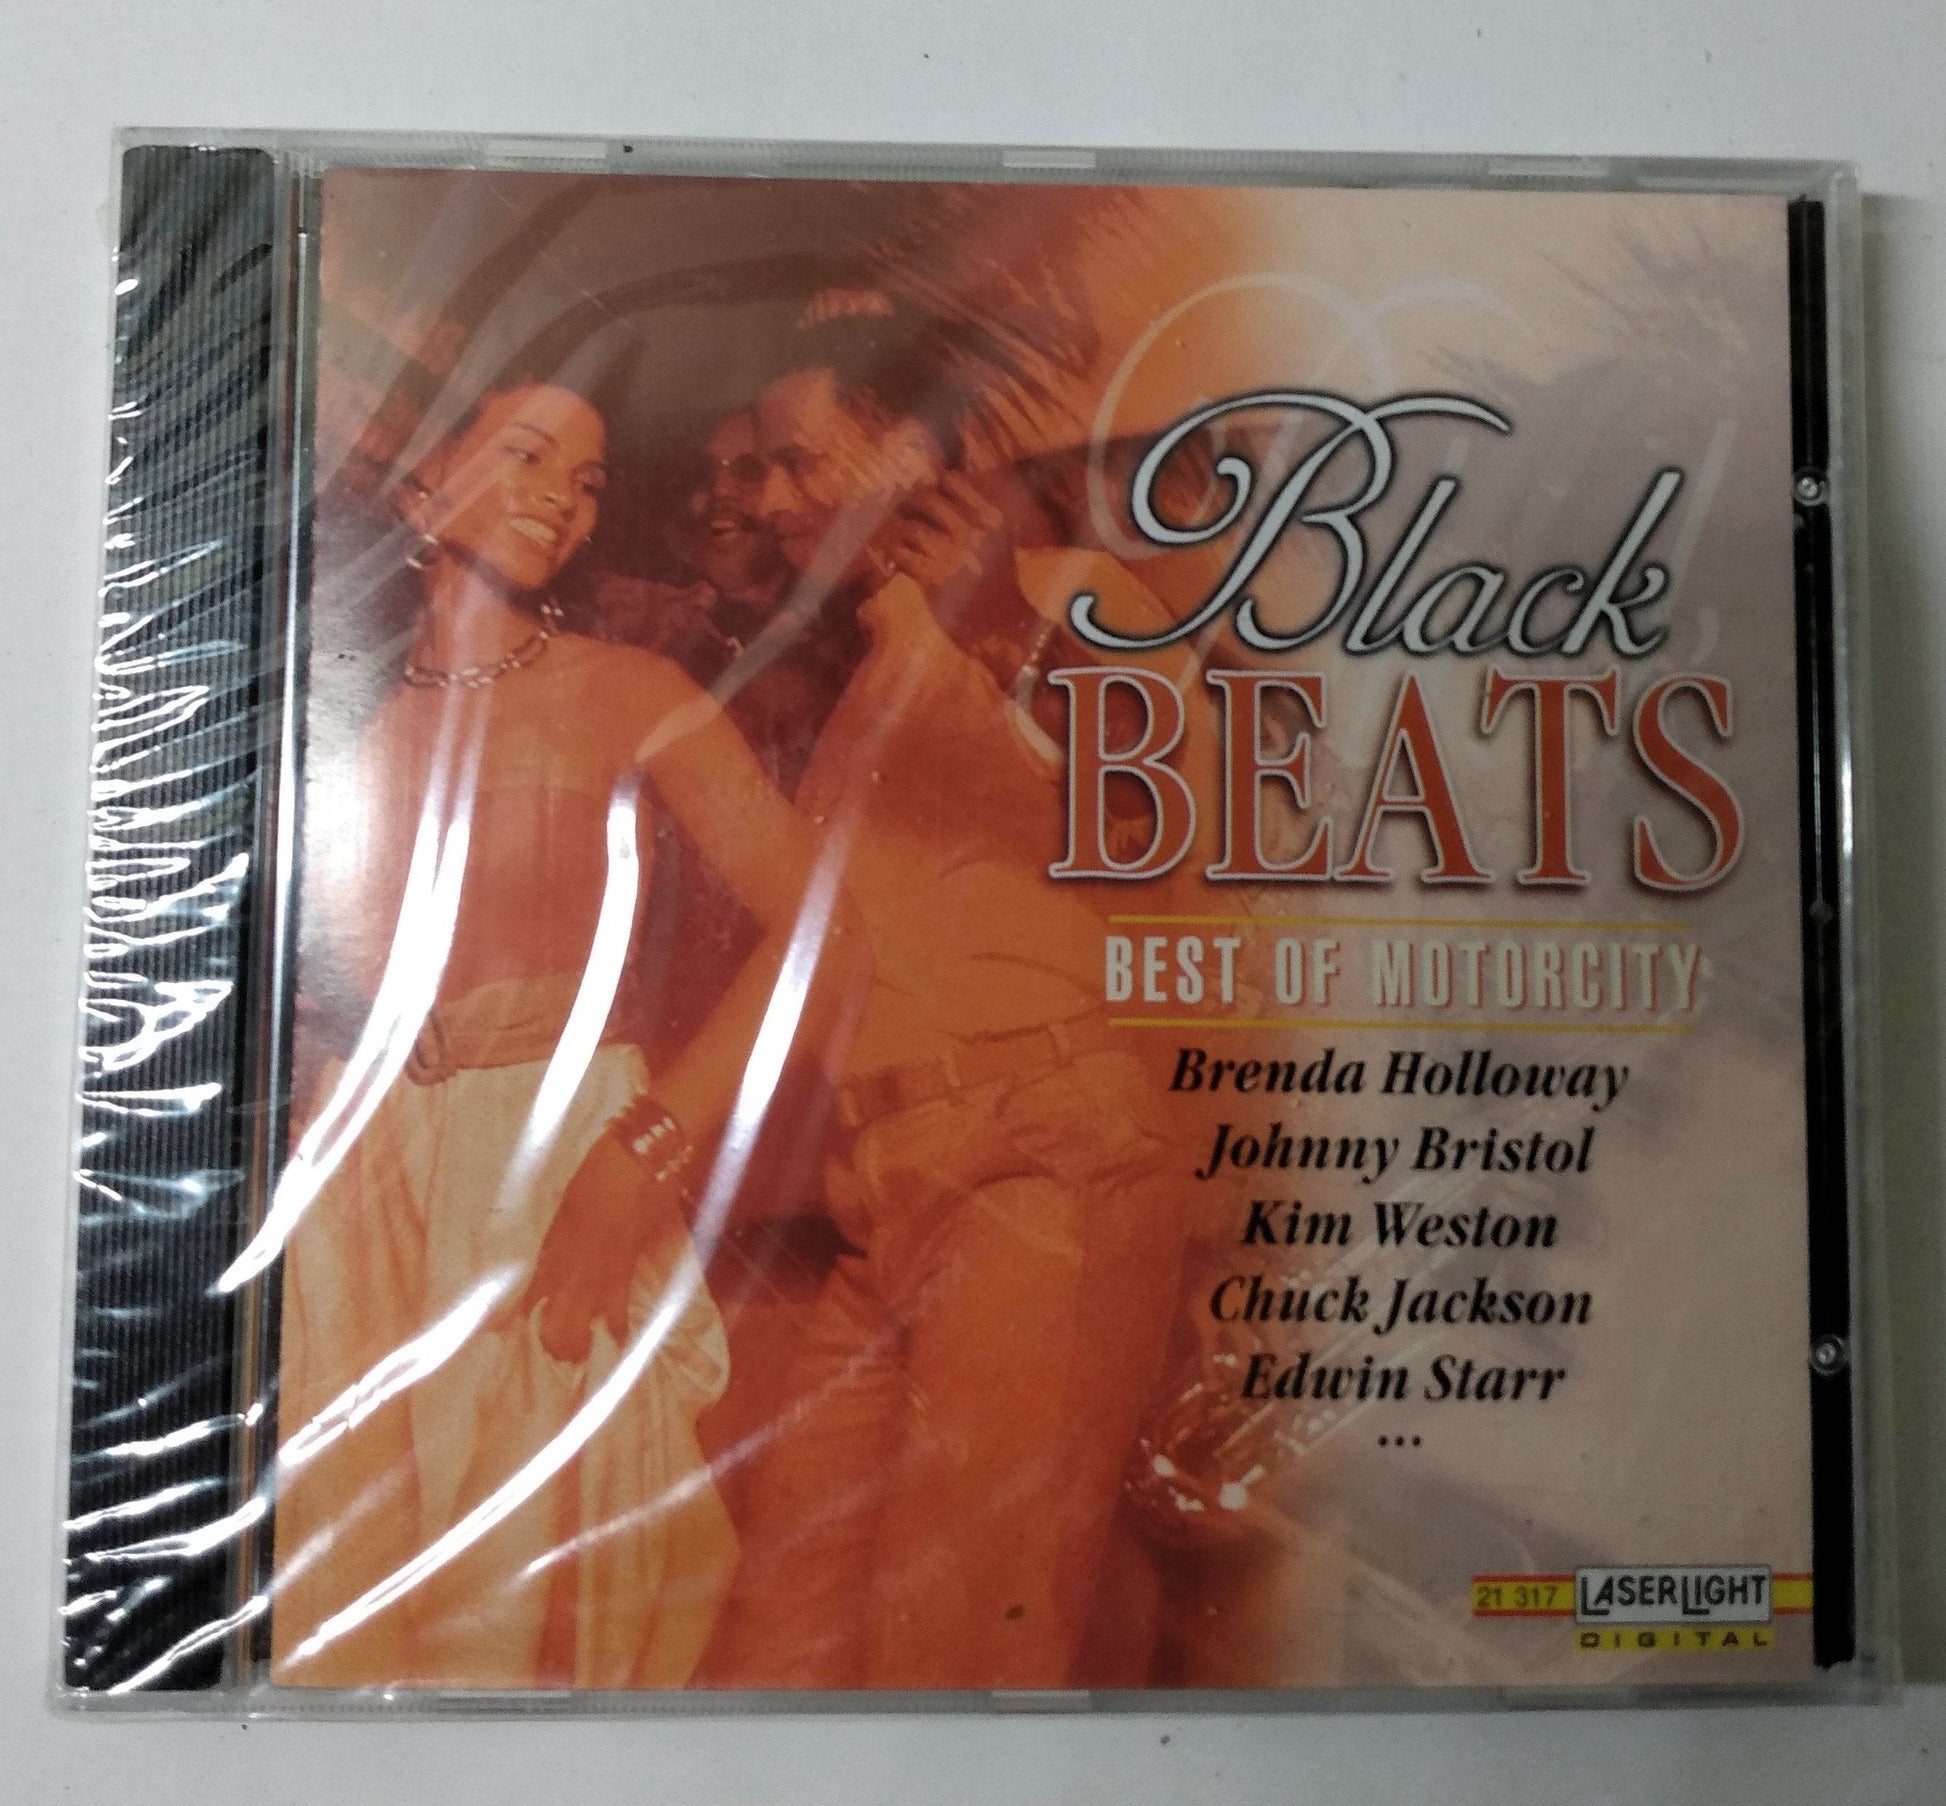 Black
BEATS
BEST OF MOTORCITY
Brenda Holloway
Johnny Bristol
Kim Weston
Chuck Jackson
Edwin Starr
...
21 317 LASERLIGHT
DIGITAL